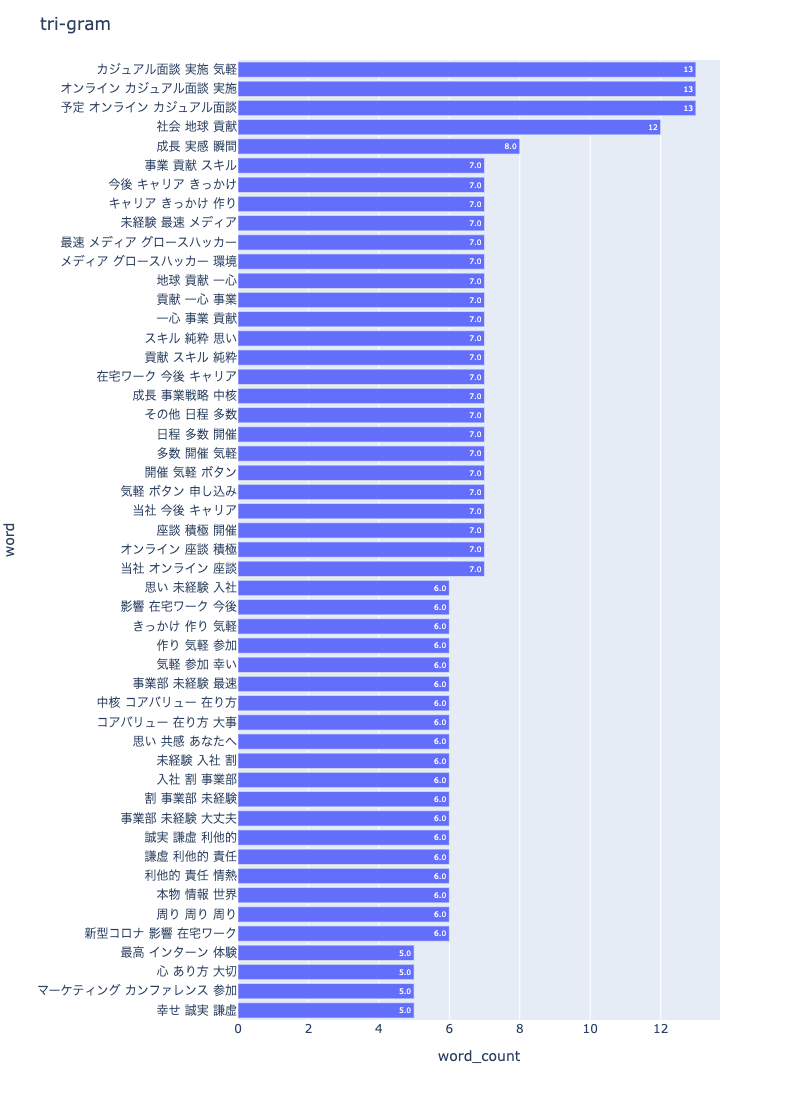 tri-gram
カジュアル面談 実施 気軽 13
オンライン カジュアル面談 実施 13
予定 オンライン カジュアル面談 13
社会 地球 貢献 12
成長 実感 瞬間 8.0
事業 貢献 スキル 7.0
今後 キャリア きっかけ 7.0
キャリア きっかけ 作り 7.0
未経験 最速 メディア 7.0
最速 メディア グロースハッカー 7.0
メディア グロースハッカー 環境 7.0
地球 貢献 一心 7.0
貢献 一心 事業 7.0
一心 事業 貢献 7.0
スキル 純粋 思い 7.0
貢献 スキル 純粋 7.0
在宅ワーク 今後 キャリア 7.0
成長 事業戦略 中核 7.0
その他 日程 多数 7.0
日程 多数 開催 7.0
多数 開催 気軽 7.0
開催 気軽 ボタン 7.0
気軽 ボタン 申し込み 7.0
当社 今後 キャリア 7.0
座談 積極 開催 7.0
オンライン 座談 積極 7.0
当社 オンライン 座談 7.0
思い 未経験 入社 6.0
影響 在宅ワーク 今後 6.0
きっかけ 作り 気軽 6.0
作り 気軽 参加 6.0
気軽 参加 幸い 6.0
事業部 未経験 最速 6.0
中核 コアバリュー 在り方 6.0
コアバリュー 在り方 大事 6.0
思い 共感 あなたへ 6.0
未経験 入社 割 6.0
入社 割 事業部 6.0
割 事業部 未経験 6.0
事業部 未経験 大丈夫 6.0
誠実 謙虚 利他的 6.0
謙虚 利他的 責任 6.0
利他的 責任 情熱 6.0
本物 情報 世界 6.0
周り 周り 周り 6.0
新型コロナ 影響 在宅ワーク 6.0
最高 インターン 体験 5.0
心 あり方 大切 5.0
マーケティング カンファレンス 参加 5.0
幸せ 誠実 謙虚 5.0
0 2 4 6 8 10 12
word_count
word